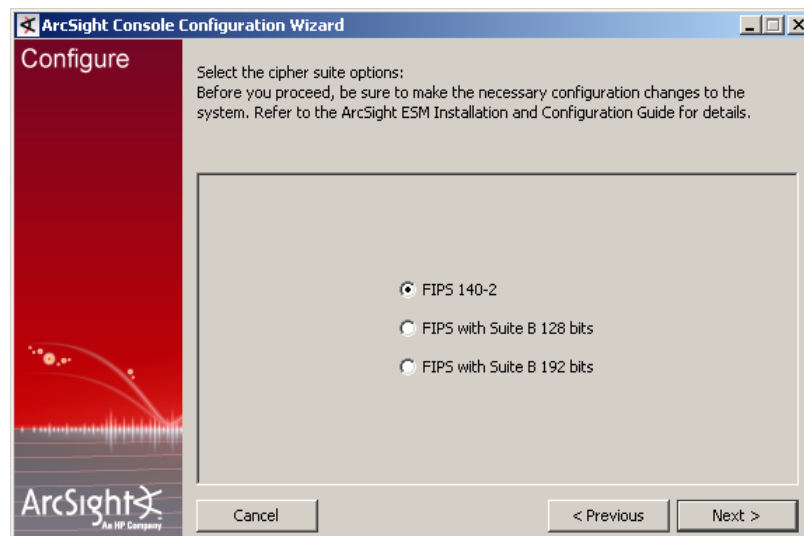 ArcSight Console Configuration Wizard
Configure
Select the cipher suite options:
Before you proceed, be sure to make the necessary configuration changes to the
system. Refer to the ArcSight ESM Installation and Configuration Guide for details.
FIPS 140-2
FIPS with Suite B 128 bits
FIPS with Suite B 192 bits
ArcSight
An HP Company
Cancel
< Previous
Next >